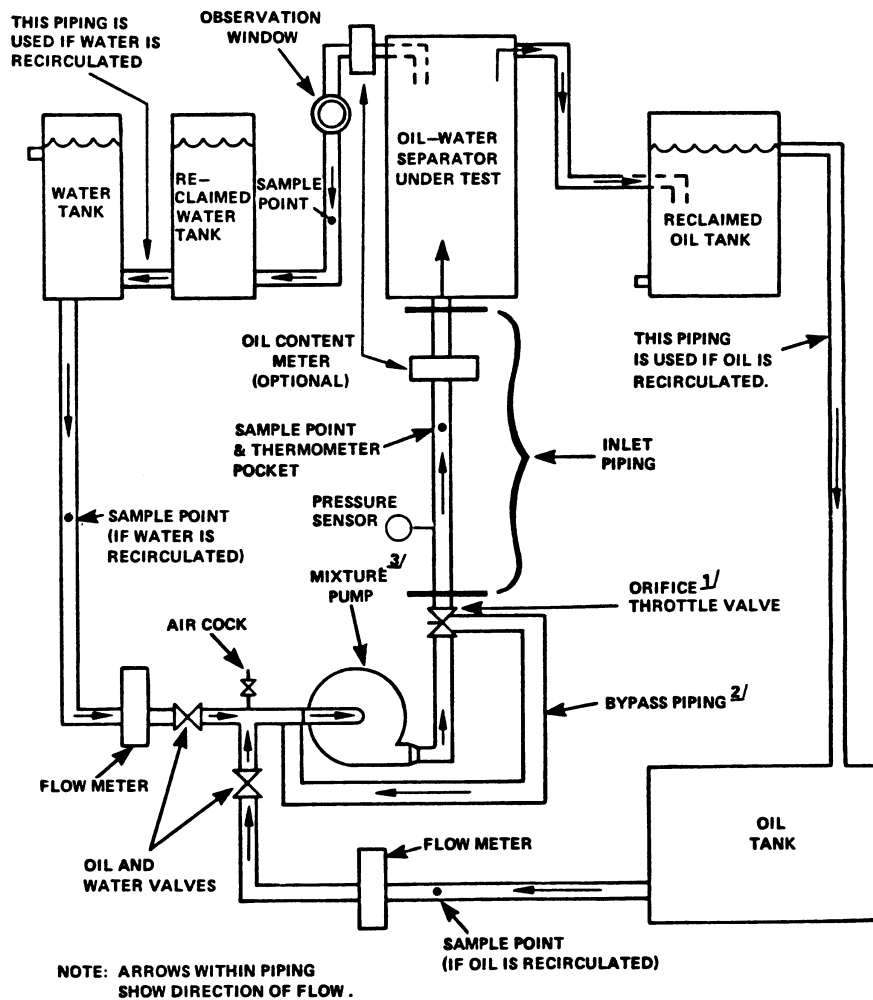 THIS PIPING IS
USED IF WATER IS
RECIRCULATED
OBSERVATION
WINDOW
WATER
TANK
RE-
CLAIMED
WATER
TANK
SAMPLE
POINT
OIL–WATER
SEPARATOR
UNDER TEST
RECLAIMED
OIL TANK
OIL CONTENT
METER
(OPTIONAL)
THIS PIPING
IS USED IF OIL IS
RECIRCULATED.
SAMPLE POINT
& THERMOMETER
POCKET
INLET
PIPING
PRESSURE
SENSOR
SAMPLE POINT
(IF WATER IS
RECIRCULATED)
MIXTURE 3/
PUMP
ORIFICE 1/
THROTTLE VALVE
AIR COCK
BYPASS PIPING 2/
FLOW METER
OIL AND
WATER VALVES
FLOW METER
OIL
TANK
SAMPLE POINT
(IF OIL IS RECIRCULATED)
NOTE: ARROWS WITHIN PIPING
SHOW DIRECTION OF FLOW.